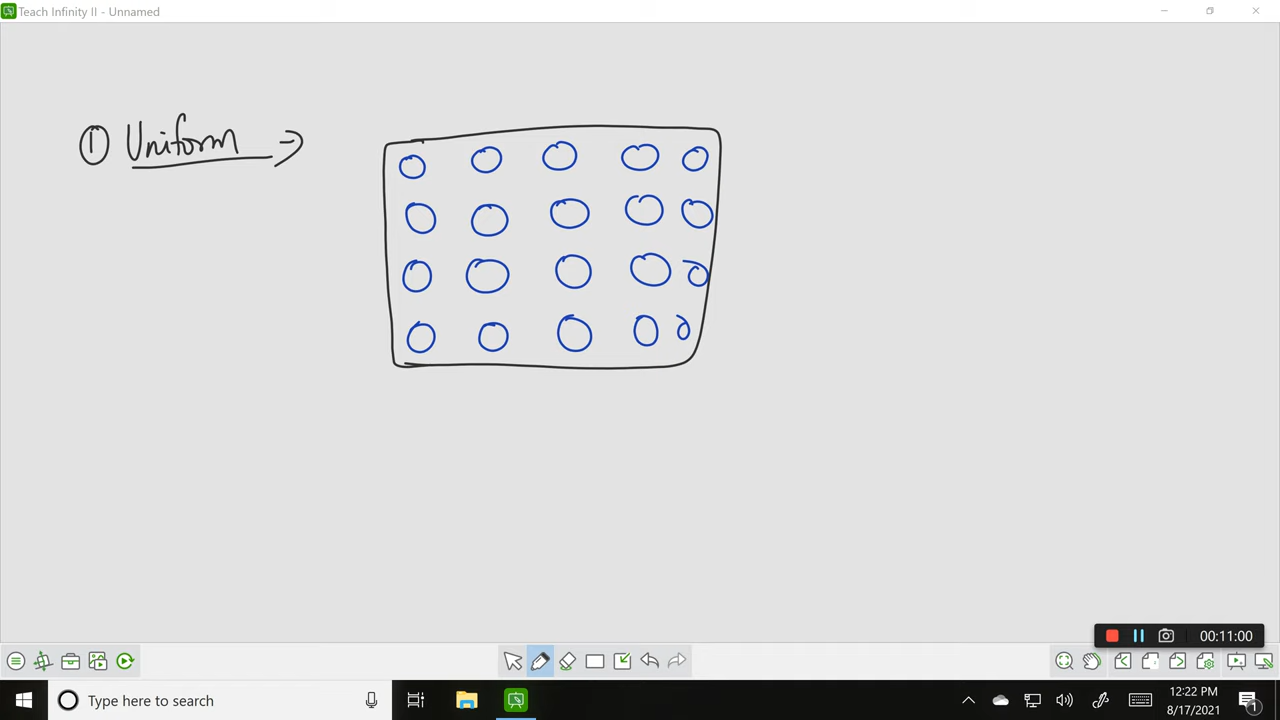 Teach Infinity II - Unnamed
① Uniform →
00:11:00
Type here to search
12:22 PM
8/17/2021
1